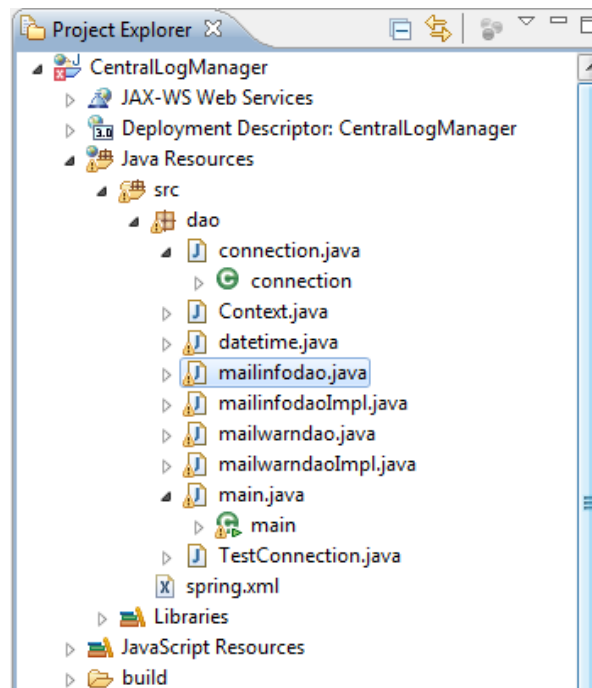 Project Explorer
CentralLogManager
JAX-WS Web Services
3.0 Deployment Descriptor: CentralLogManager
Java Resources
src
dao
J connection.java
C connection
J Context.java
J datetime.java
J mailinfodao.java
J mailinfodaoImpl.java
J mailwarndao.java
J mailwarndaoImpl.java
J main.java
C main
J TestConnection.java
X spring.xml
Libraries
JavaScript Resources
build